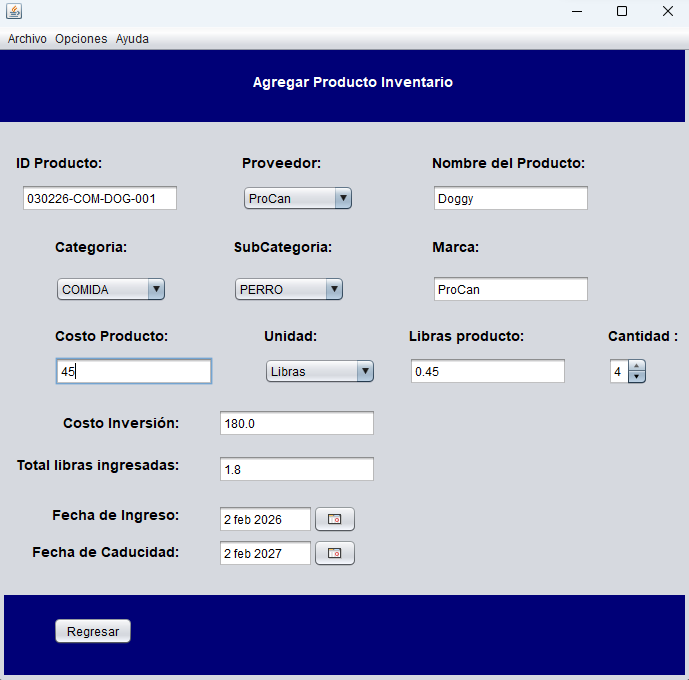 Archivo Opciones Ayuda
Agregar Producto Inventario
ID Producto: Proveedor: Nombre del Producto:
030226-COM-DOG-001 ProCan Doggy
Categoria: SubCategoria: Marca:
COMIDA PERRO ProCan
Costo Producto: Unidad: Libras producto: Cantidad :
45 Libras 0.45 4
Costo Inversión: 180.0
Total libras ingresadas: 1.8
Fecha de Ingreso: 2 feb 2026
Fecha de Caducidad: 2 feb 2027
Regresar